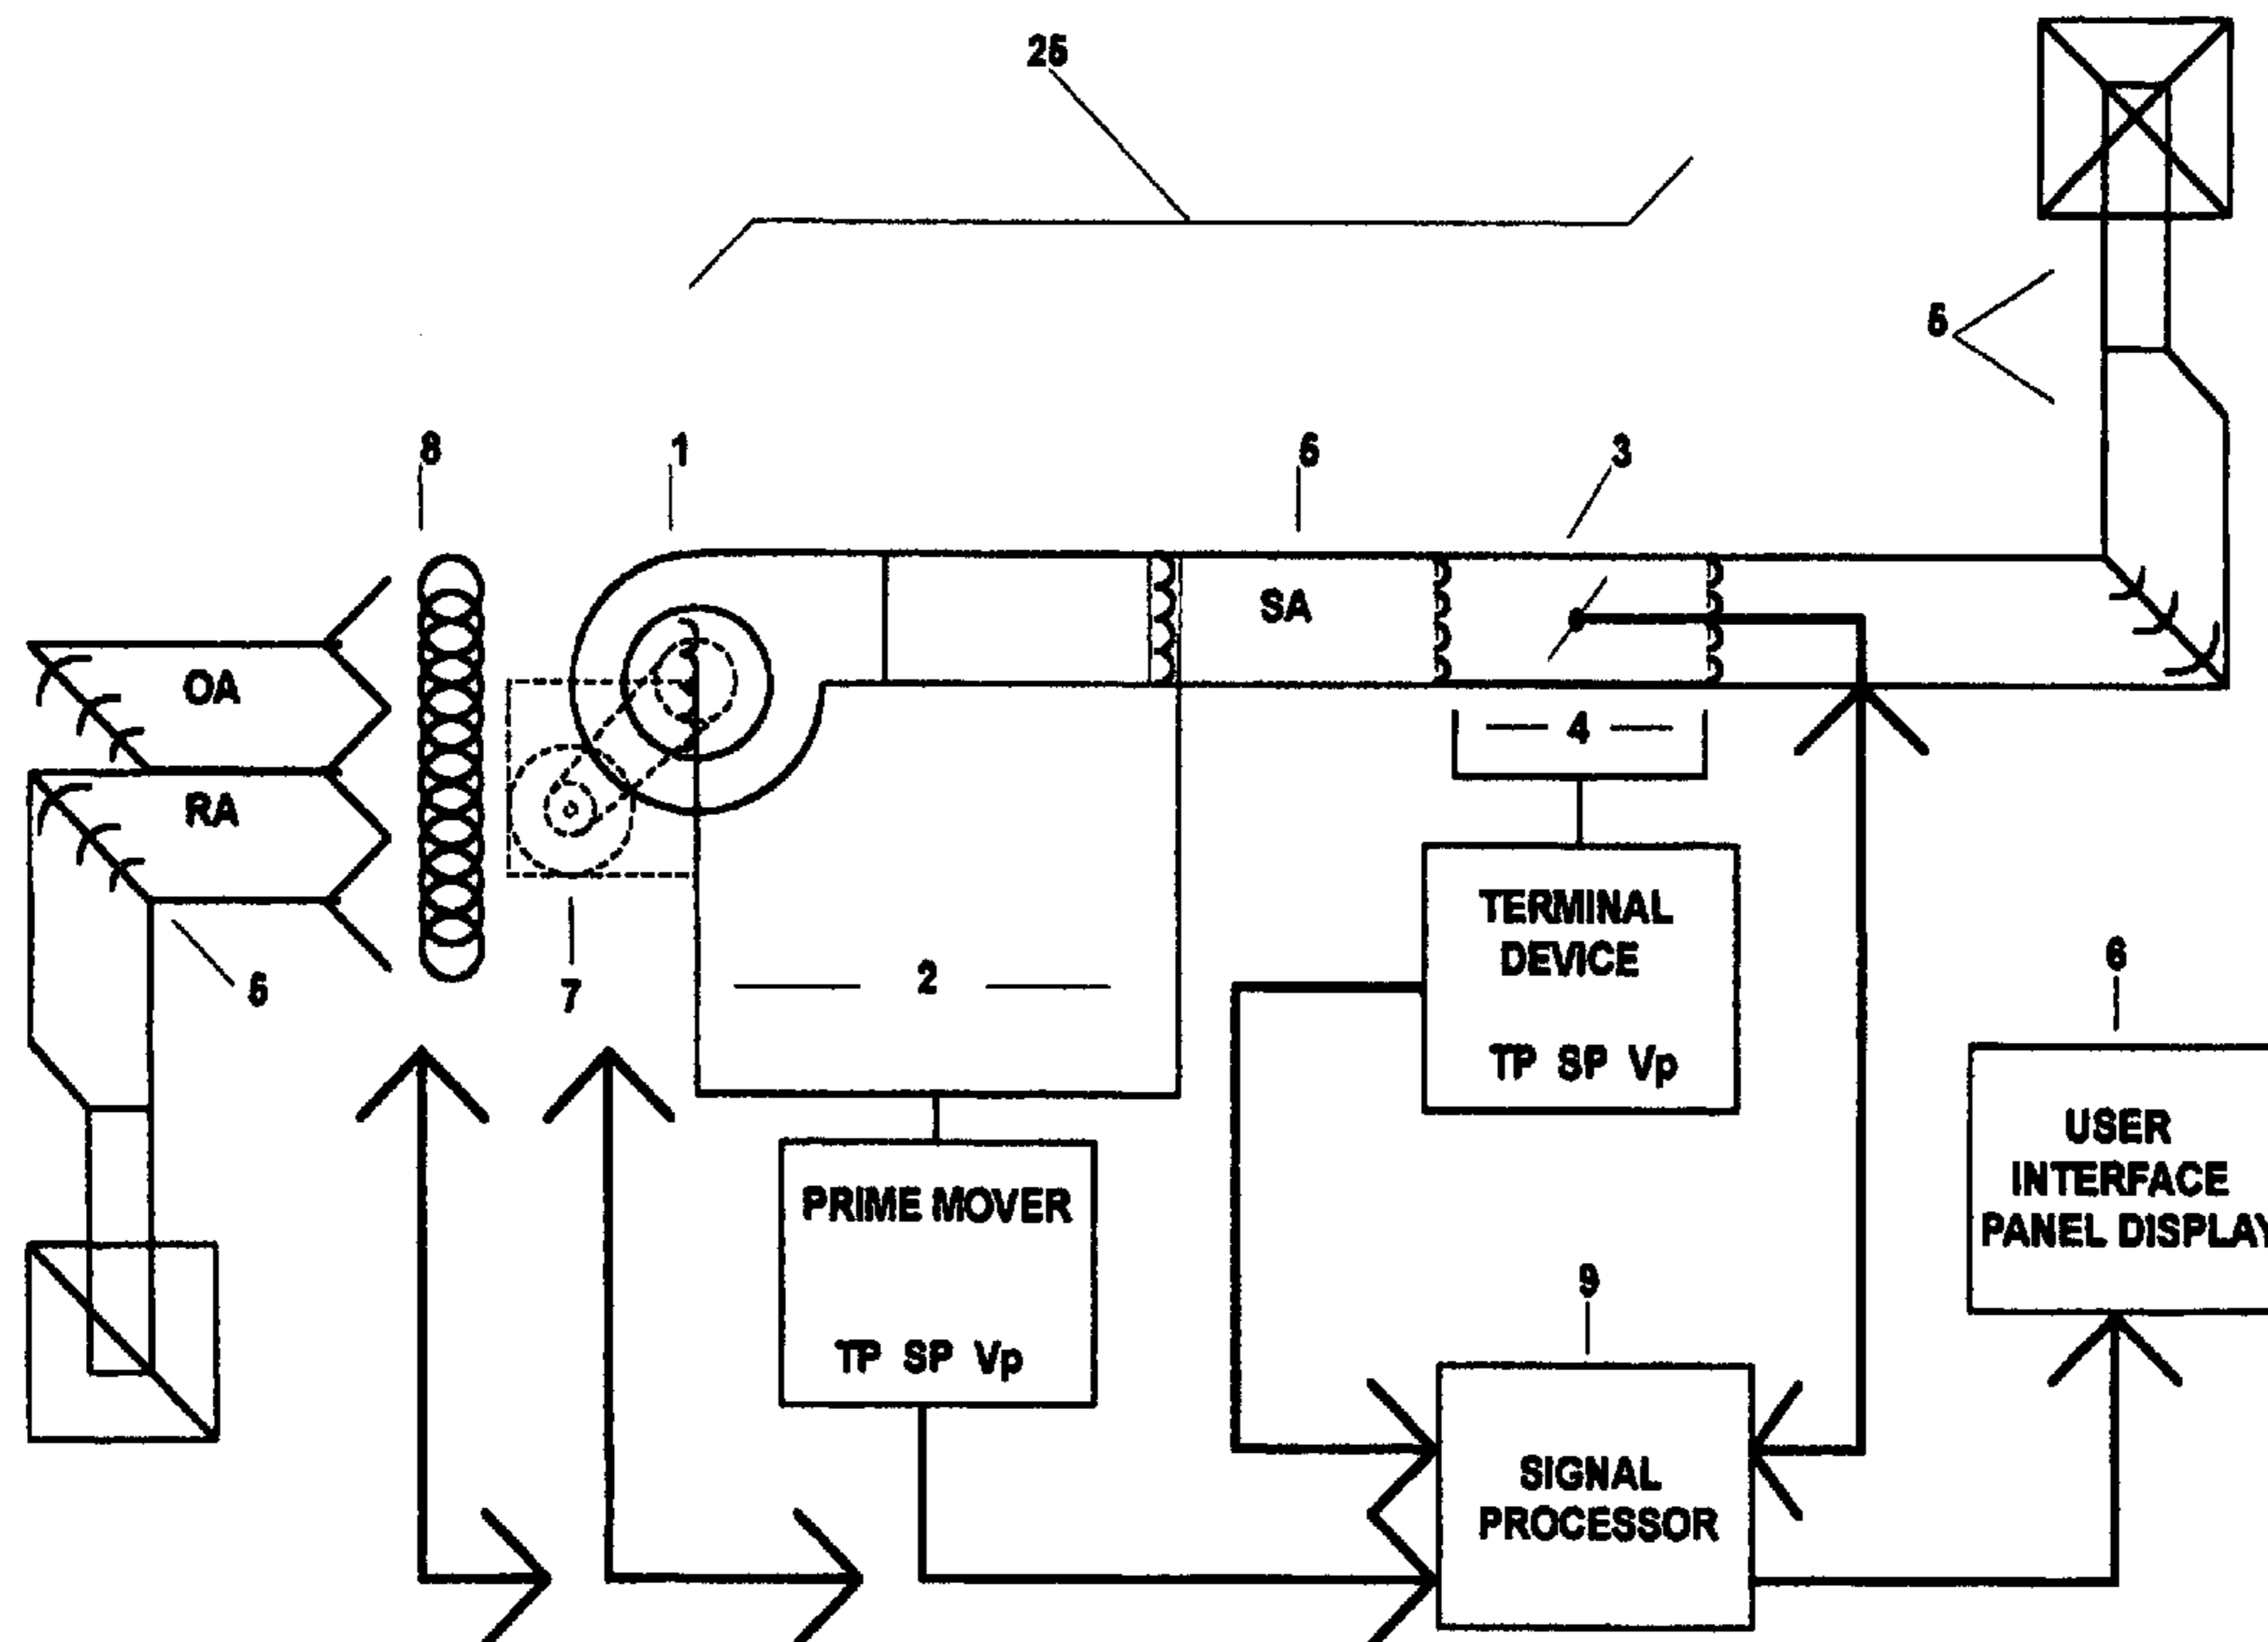 25
5
8
1
5
3
SA
OA
4
RA
TERMINAL
DEVICE
TP SP Vp
6
2
5
7
USER
INTERFACE
PANEL DISPLAY
PRIME MOVER
TP SP Vp
9
SIGNAL
PROCESSOR